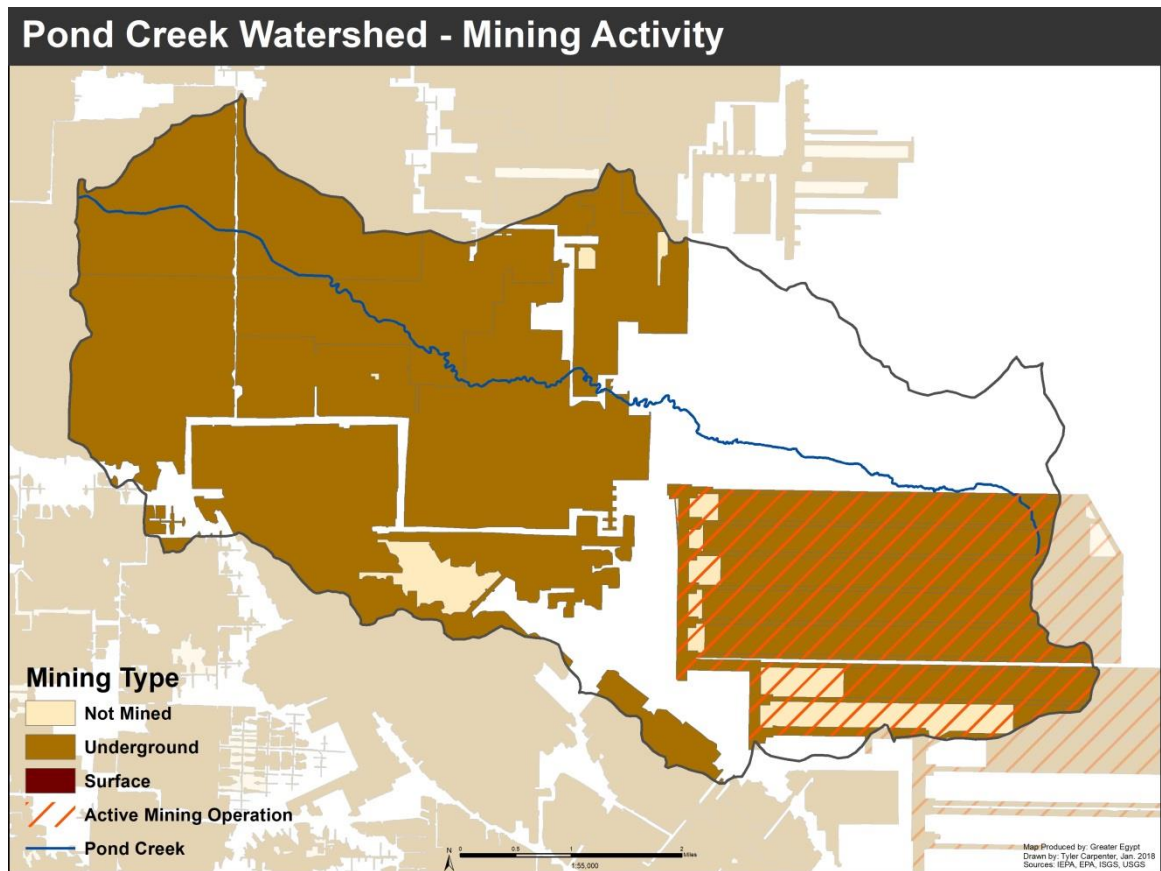 Pond Creek Watershed - Mining Activity
Mining Type
Not Mined
Underground
Surface
Active Mining Operation
Pond Creek
N
0 0.5 1 2
Miles
1:55,000
Map Produced by: Greater Egypt
Drawn by: Tyler Carpenter, Jan. 2018
Sources: IEPA, EPA, ISGS, USGS